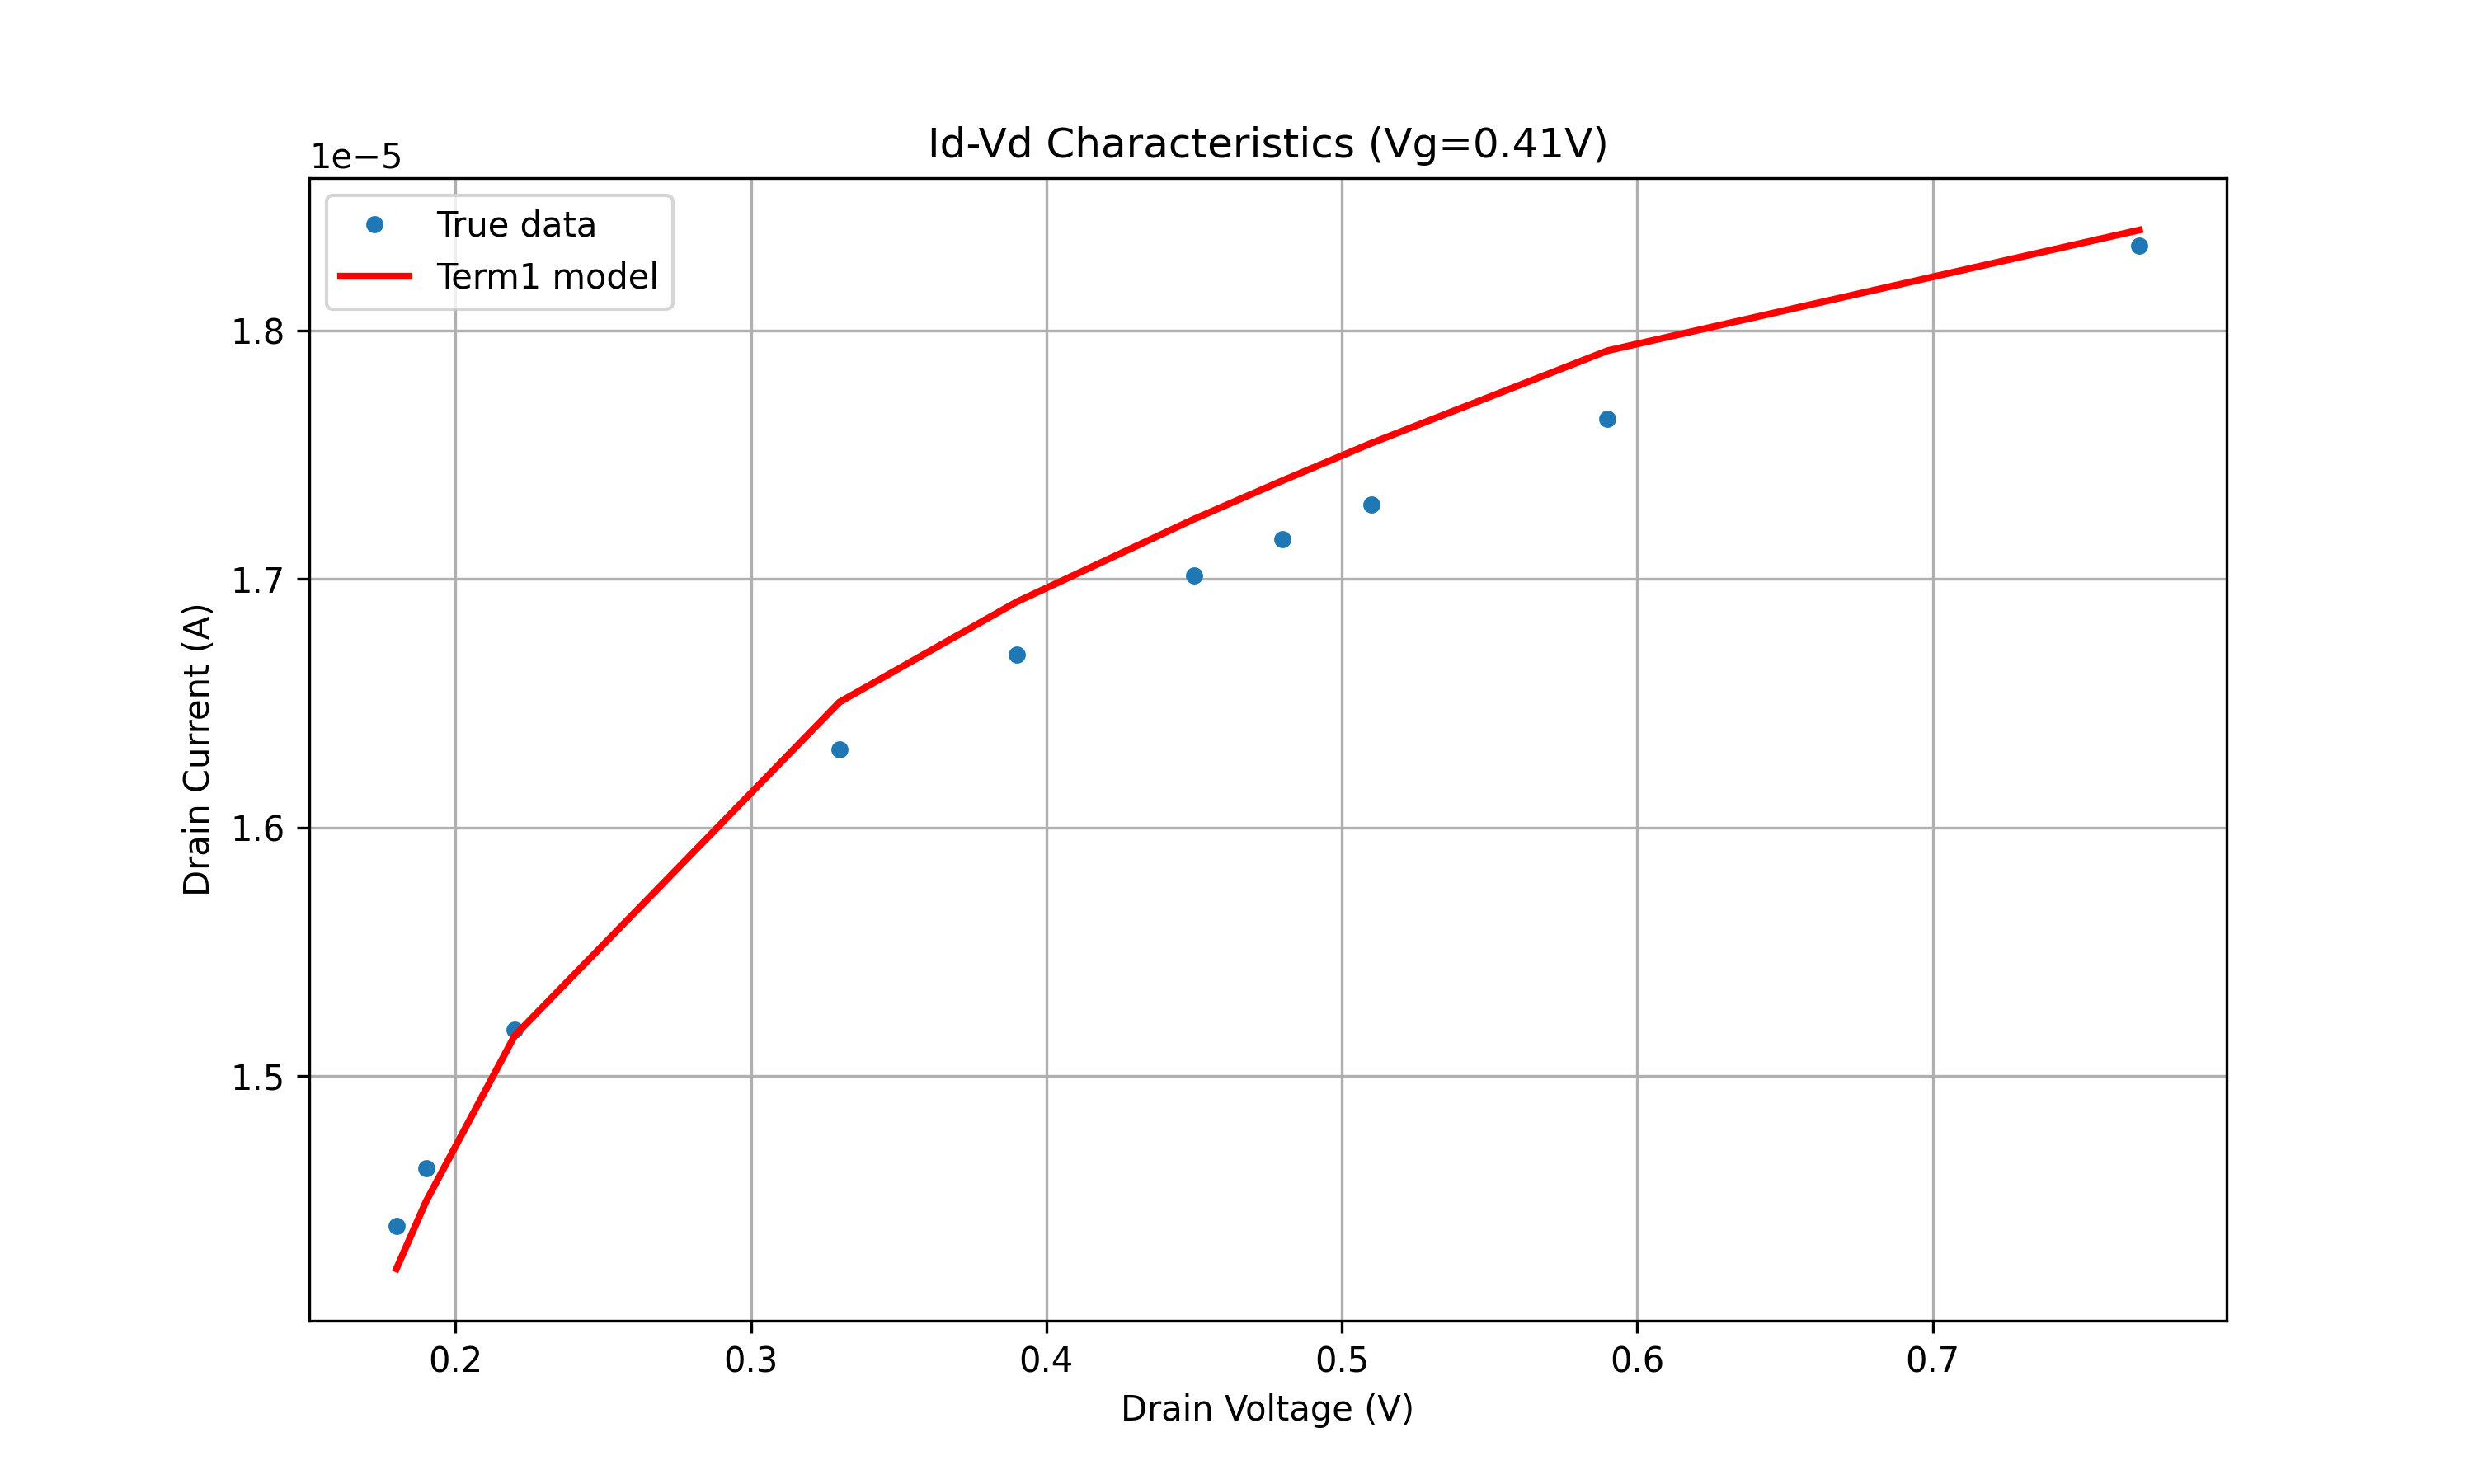 Id-Vd Characteristics (Vg=0.41V)
1e−5
True data
Term1 model
1.8
1.7
1.6
1.5
Drain Current (A)
0.2 0.3 0.4 0.5 0.6 0.7
Drain Voltage (V)